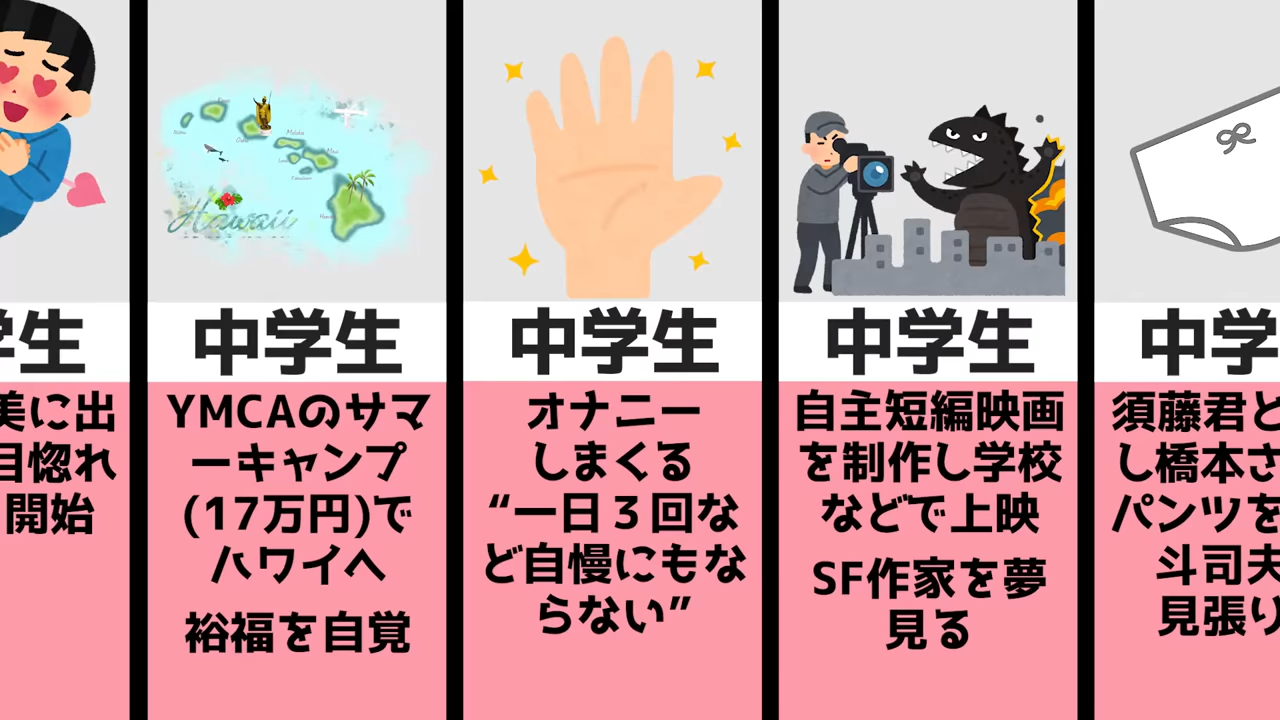 学生
美に出
目惚れ
開始
Hawaii
中学生
YMCAのサマ
ーキャンプ
(17万円)で
ハワイへ
裕福を自覚
中学生
オナニー
しまくる
“一日３回な
ど自慢にもな
らない”
中学生
自主短編映画
を制作し学校
などで上映
SF作家を夢
見る
中学
須藤君と
し橋本さ
パンツを
斗司夫
見張り